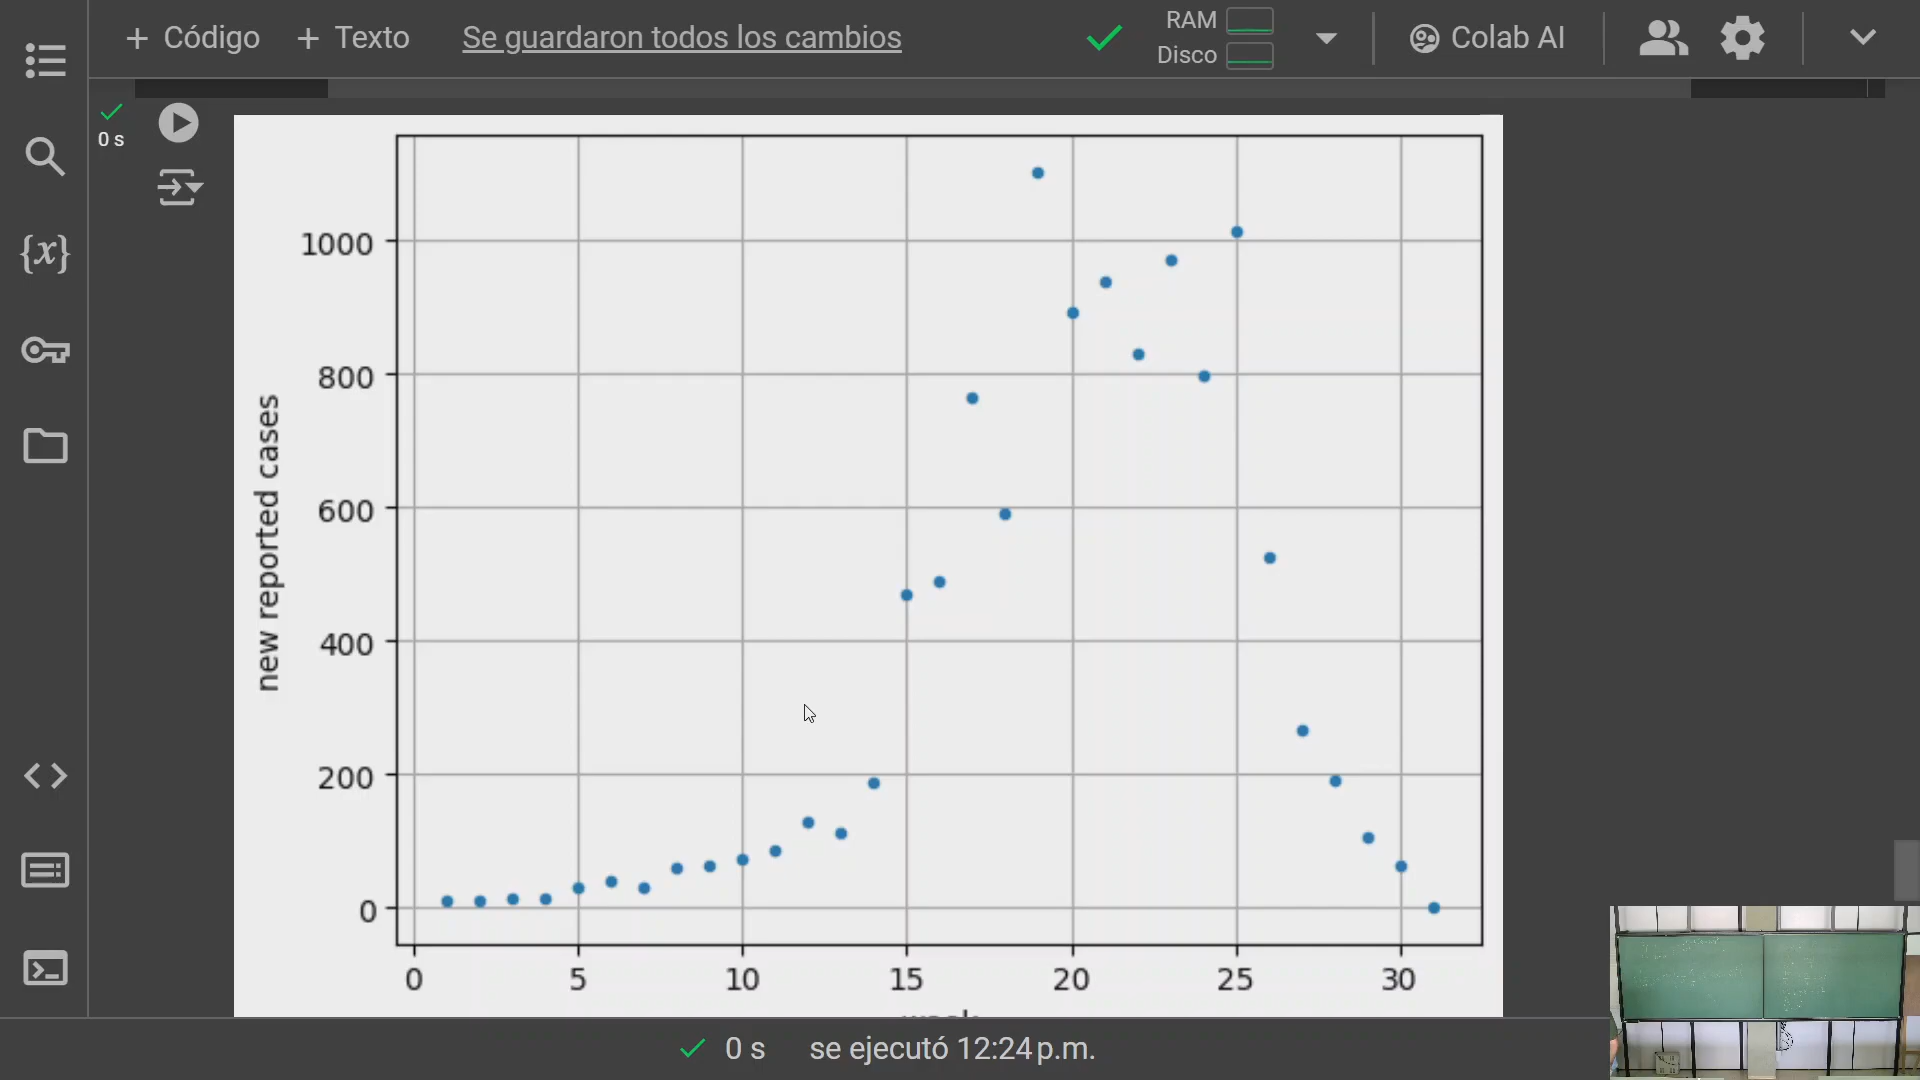 + Código + Texto Se guardaron todos los cambios RAM Disco Colab AI
0 s
{x}
new reported cases
1000
800
600
400
200
0
0 5 10 15 20 25 30
week
0 s se ejecutó 12:24 p.m.